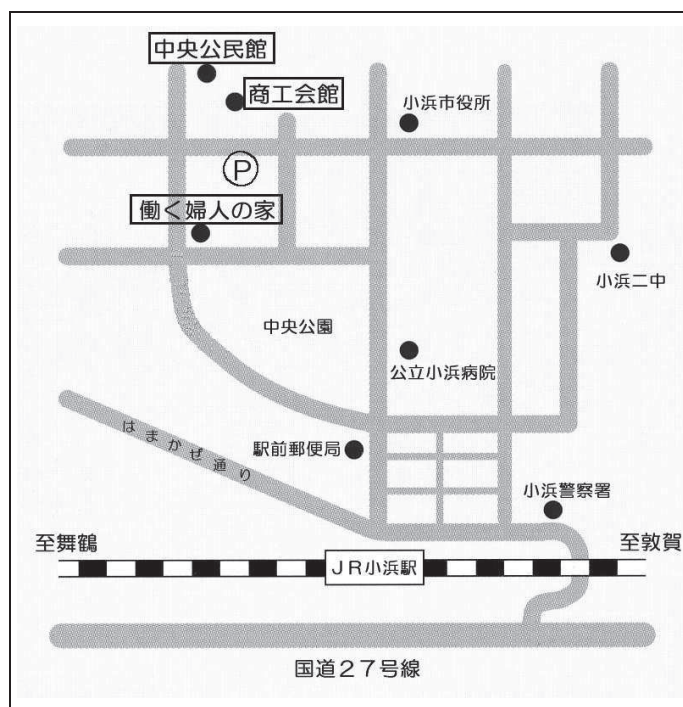 中央公民館
商工会館
小浜市役所
P
働く婦人の家
小浜二中
中央公園
公立小浜病院
はまかぜ通り
駅前郵便局
小浜警察署
至舞鶴
至敦賀
JR小浜駅
国道27号線